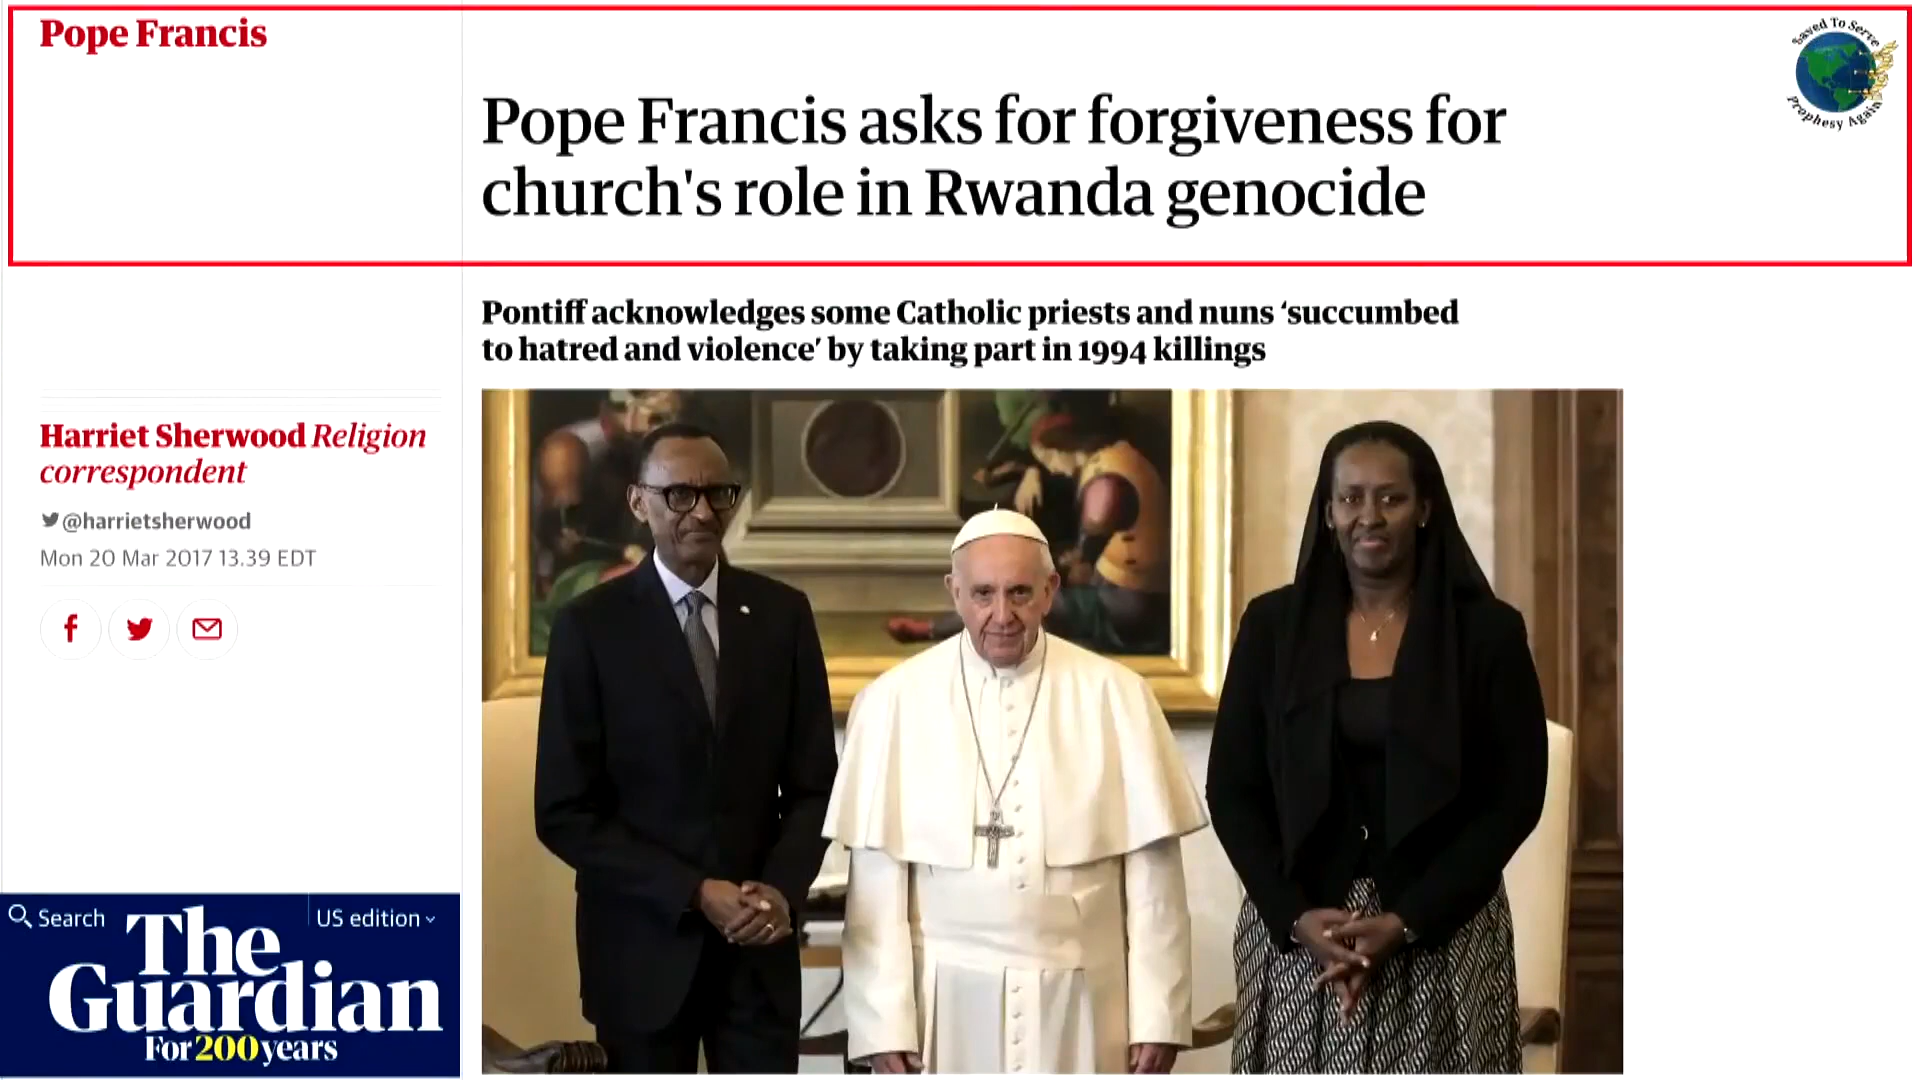 Pope Francis
Saved To Serve
Prophesy Again
Pope Francis asks for forgiveness for
church's role in Rwanda genocide
Pontiff acknowledges some Catholic priests and nuns ‘succumbed
to hatred and violence’ by taking part in 1994 killings
Harriet Sherwood Religion
correspondent
@harrietsherwood
Mon 20 Mar 2017 13.39 EDT
Search
US edition
The
Guardian
For 200 years